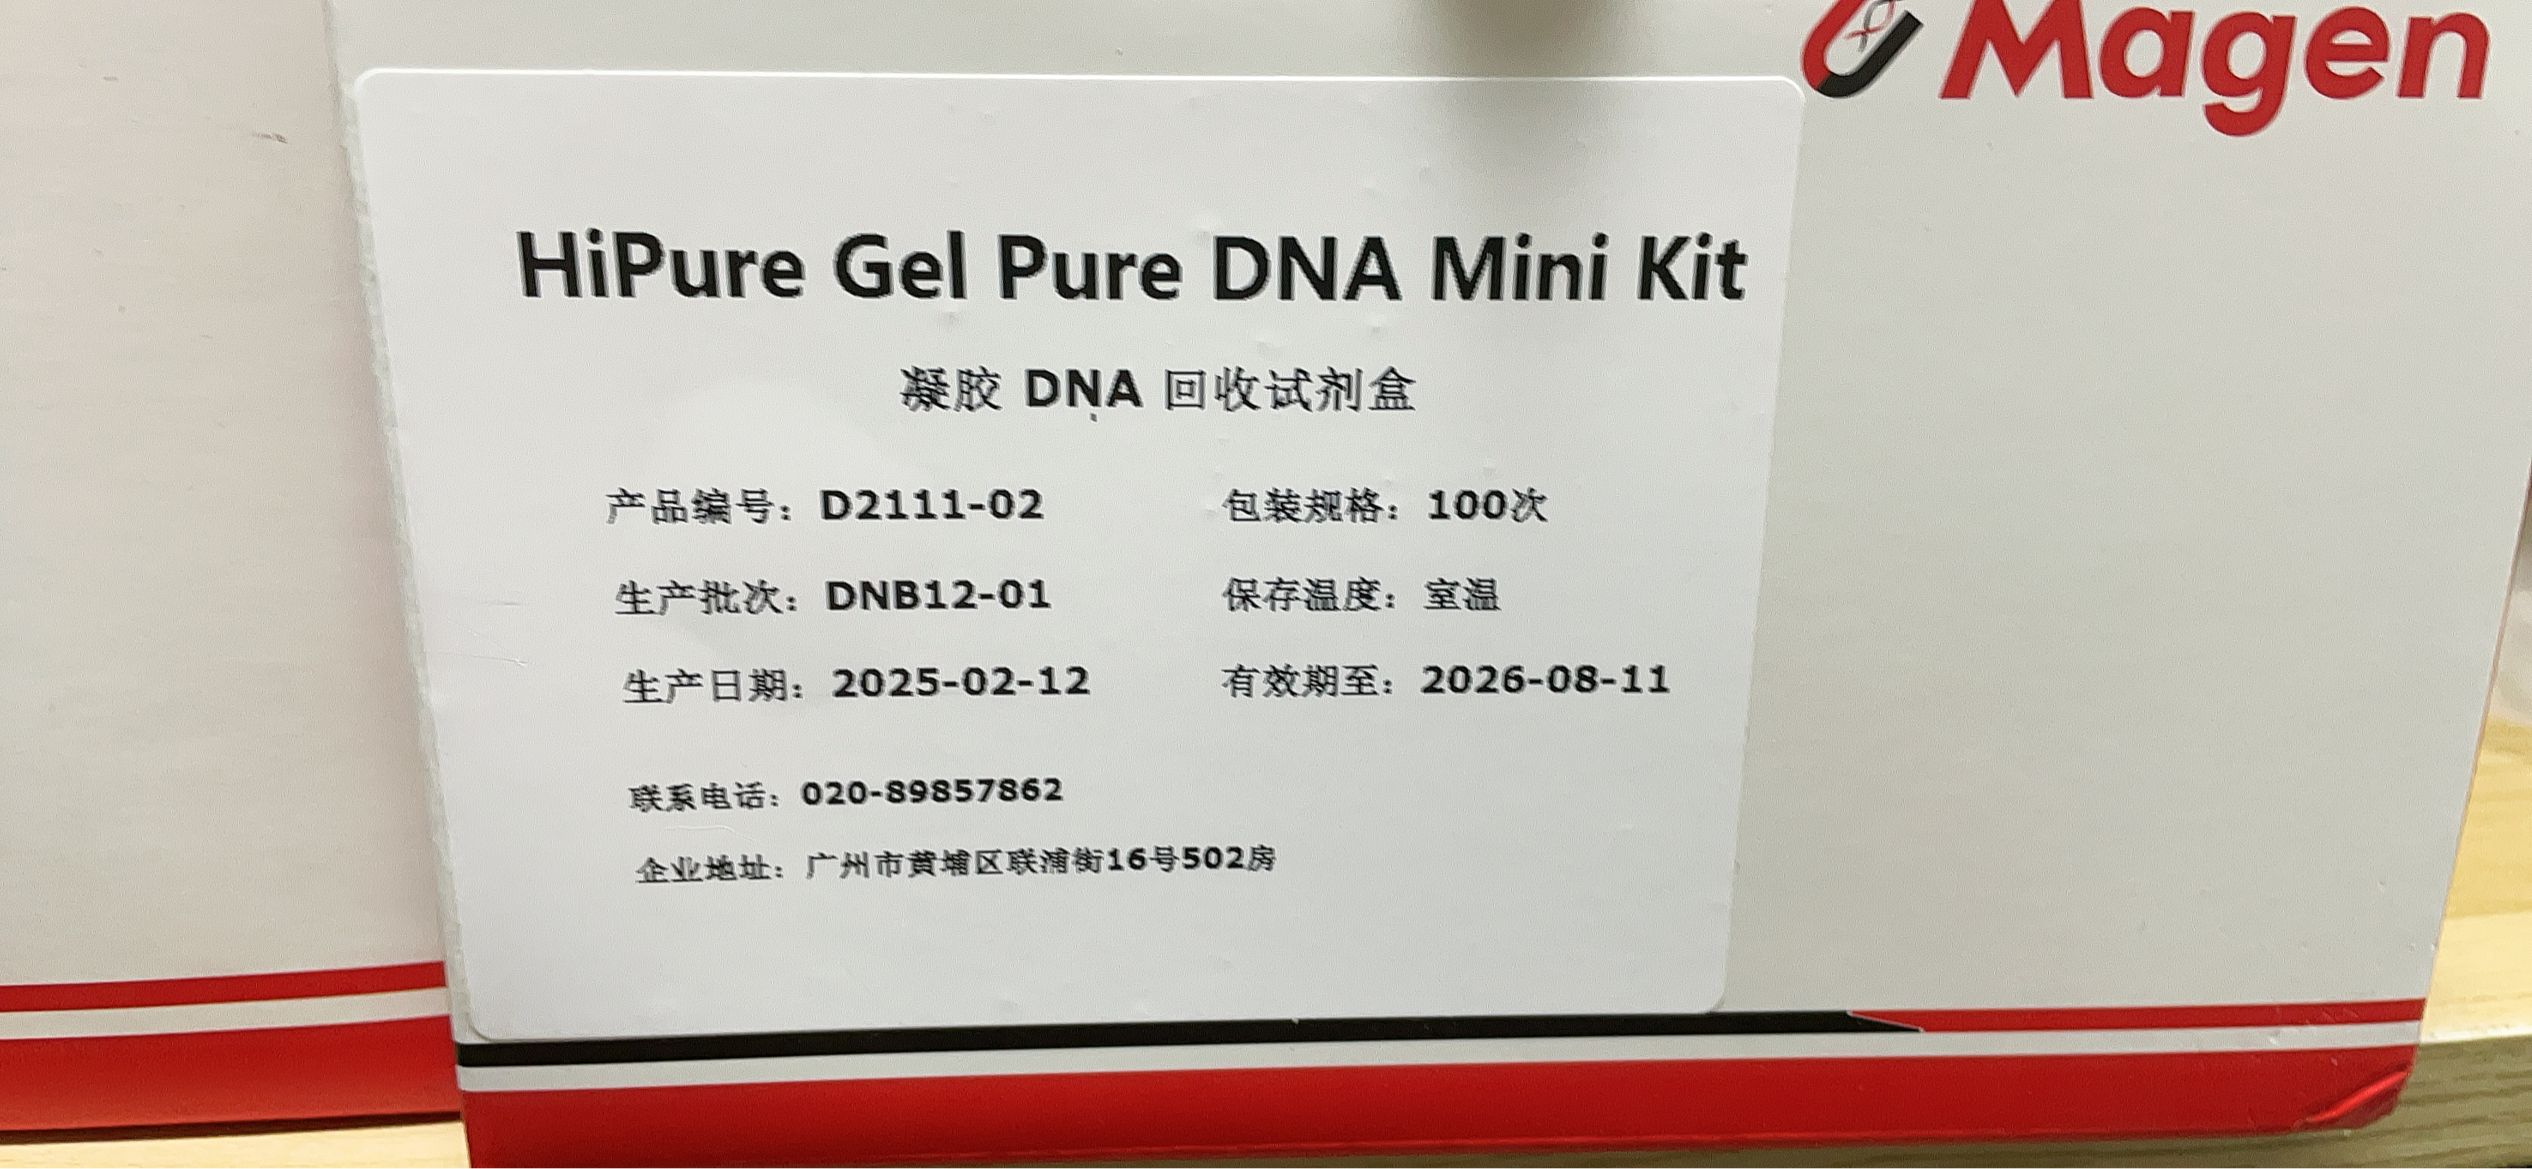 Magen
HiPure Gel Pure DNA Mini Kit
凝胶 DNA 回收试剂盒
产品编号：D2111-02 包装规格：100次
生产批次：DNB12-01 保存温度：室温
生产日期：2025-02-12 有效期至：2026-08-11
联系电话：020-89857862
企业地址：广州市黄埔区联浦街16号502房